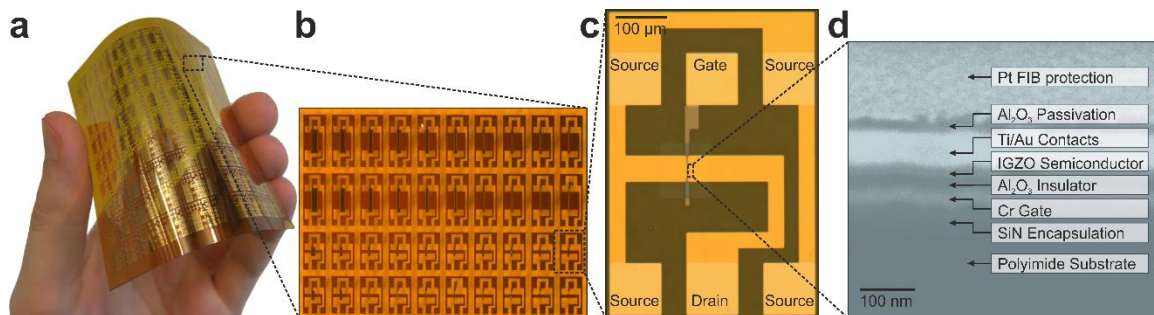 a
b
c
d
100 µm
Source
Gate
Source
Source
Drain
Source
Pt FIB protection
Al₂O₃ Passivation
Ti/Au Contacts
IGZO Semiconductor
Al₂O₃ Insulator
Cr Gate
SiN Encapsulation
Polyimide Substrate
100 nm